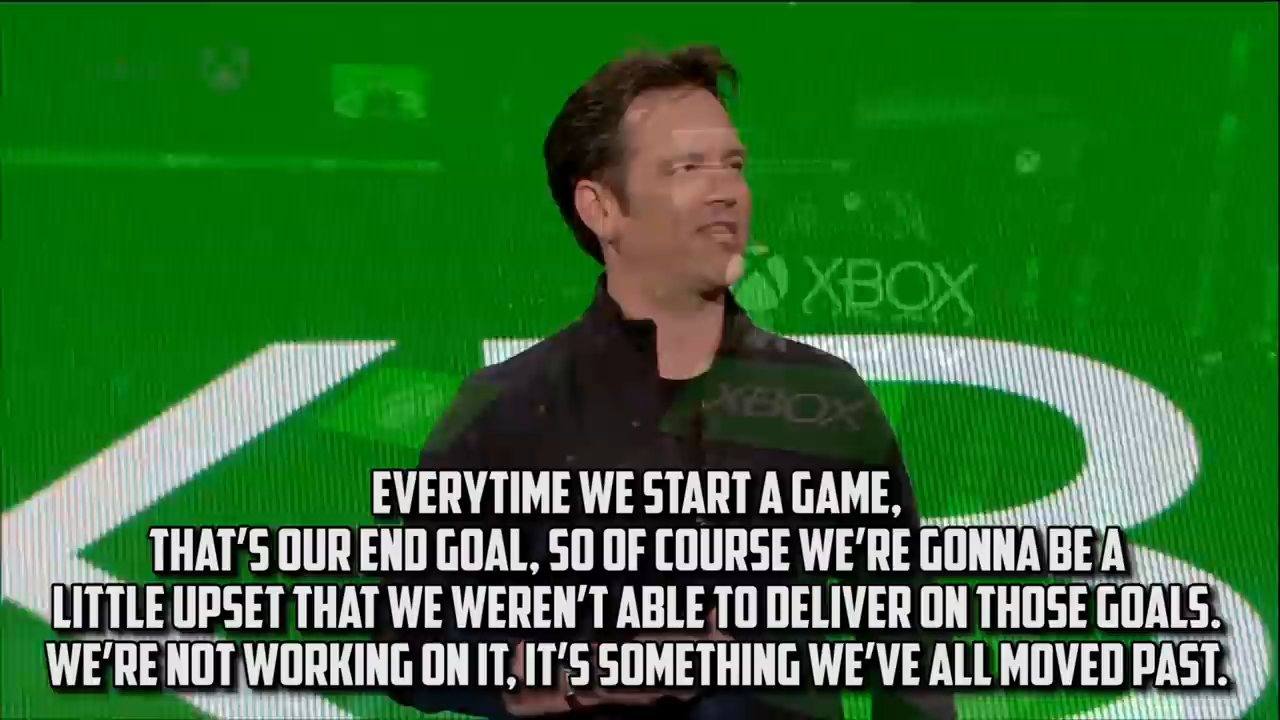 XBOX
XBOX
EVERYTIME WE START A GAME,
THAT'S OUR END GOAL, SO OF COURSE WE'RE GONNA BE A
LITTLE UPSET THAT WE WEREN'T ABLE TO DELIVER ON THOSE GOALS.
WE'RE NOT WORKING ON IT, IT'S SOMETHING WE'VE ALL MOVED PAST.